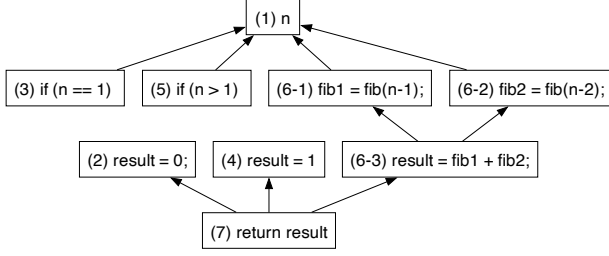 (1) n
(3) if (n == 1)
(5) if (n > 1)
(6-1) fib1 = fib(n-1);
(6-2) fib2 = fib(n-2);
(2) result = 0;
(4) result = 1
(6-3) result = fib1 + fib2;
(7) return result